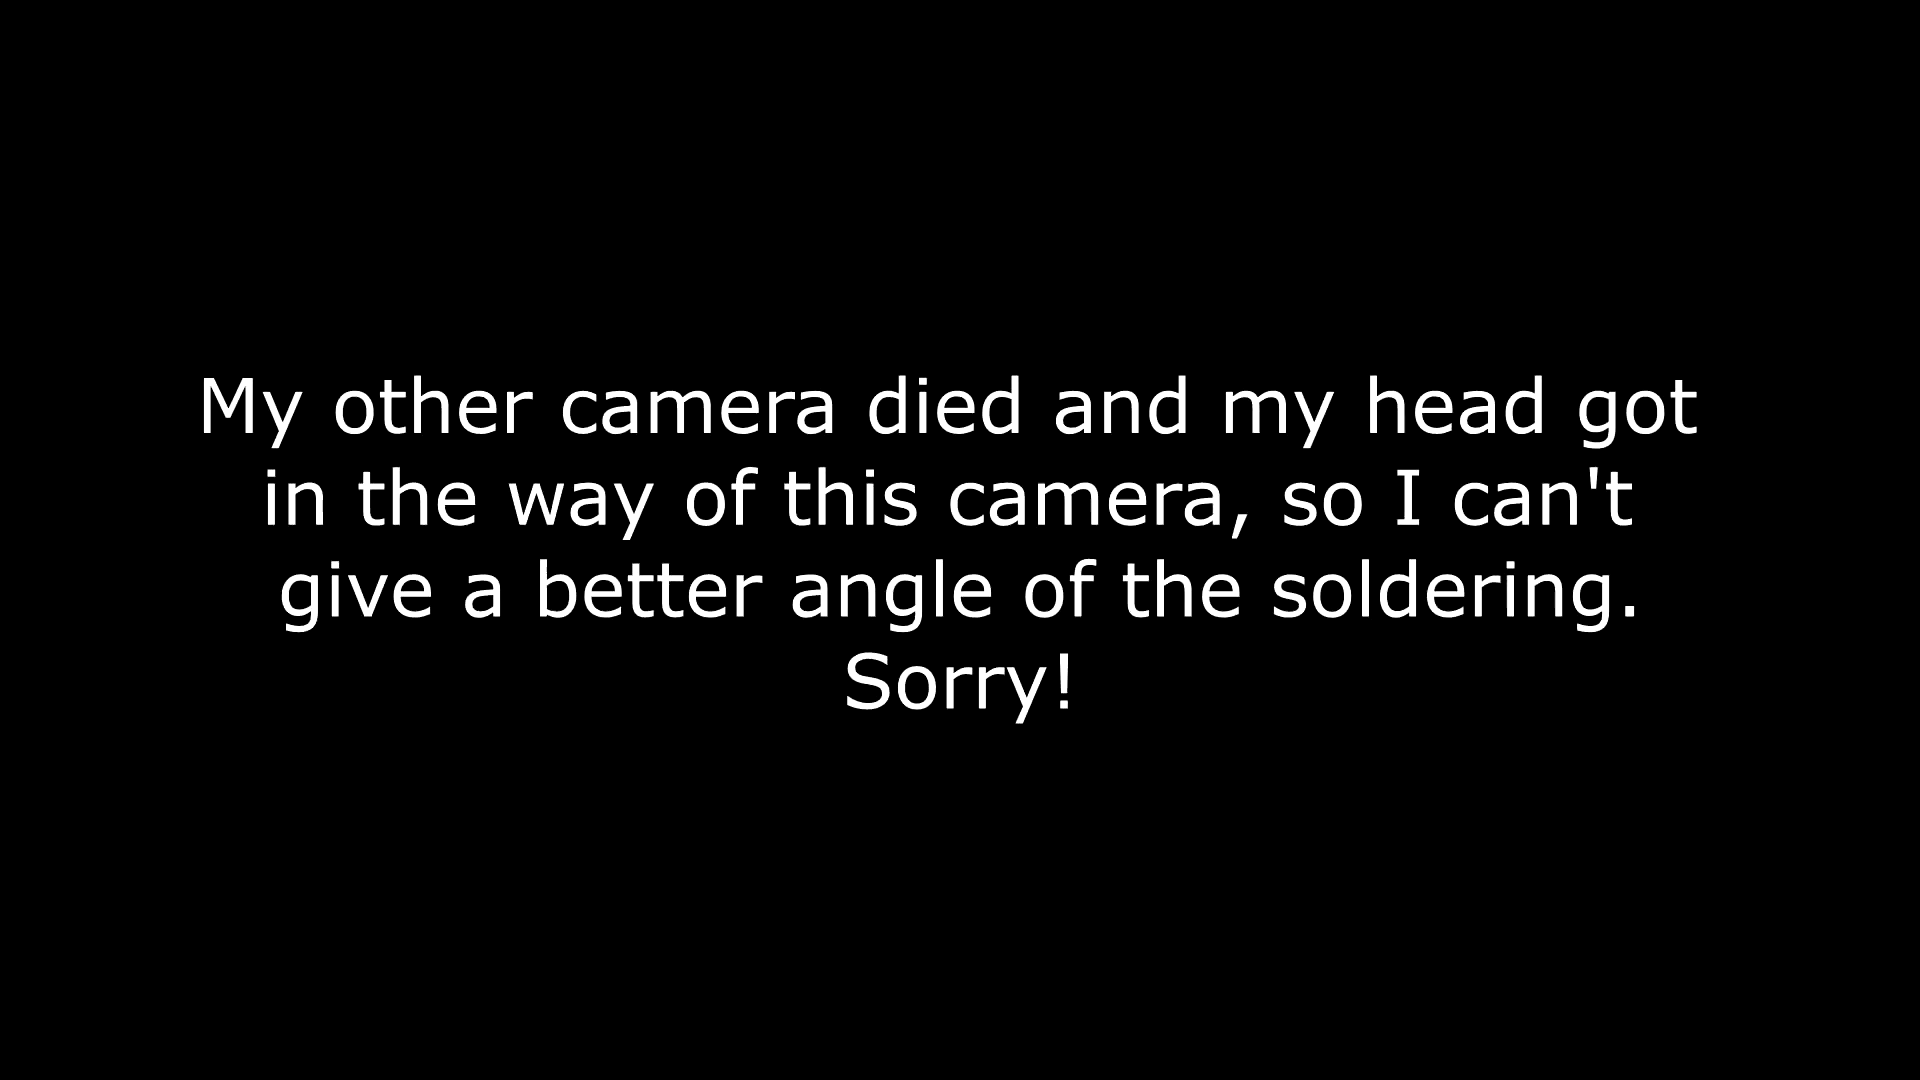 My other camera died and my head got
in the way of this camera, so I can't
give a better angle of the soldering.
Sorry!